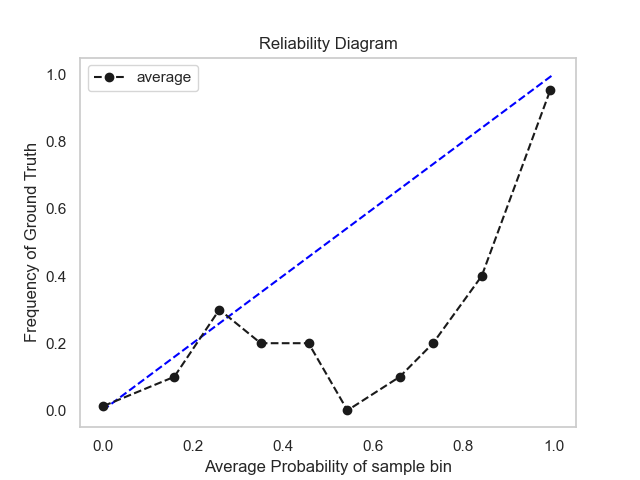 Reliability Diagram
average
1.0
0.8
0.6
0.4
0.2
0.0
Frequency of Ground Truth
0.0 0.2 0.4 0.6 0.8 1.0
Average Probability of sample bin